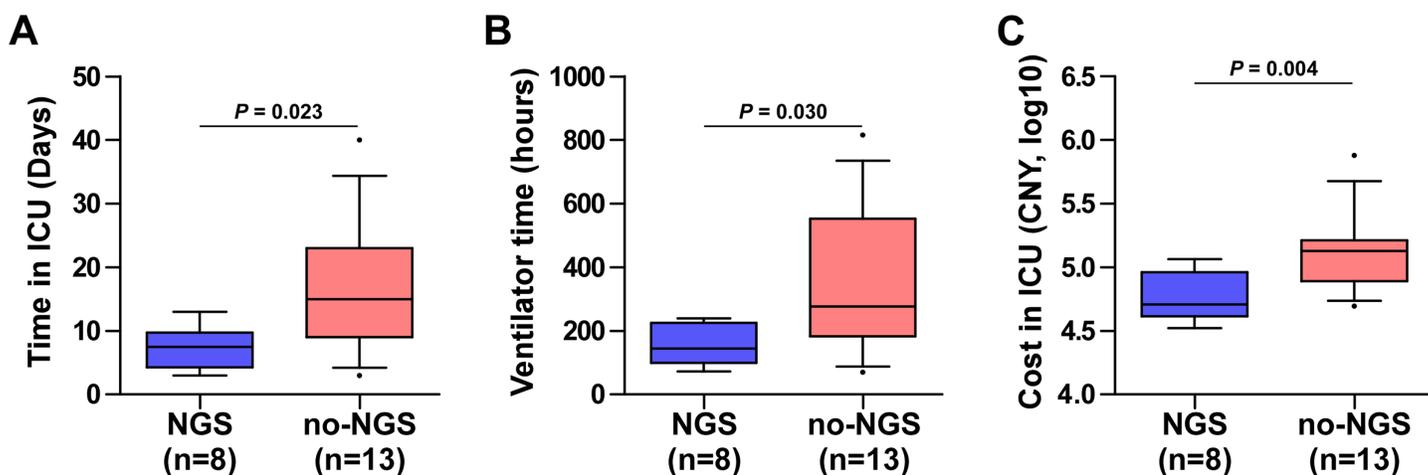 A
Time in ICU (Days)
50
40
30
20
10
0
P = 0.023
NGS
(n=8)
no-NGS
(n=13)
B
Ventilator time (hours)
1000
800
600
400
200
0
P = 0.030
NGS
(n=8)
no-NGS
(n=13)
C
Cost in ICU (CNY, log10)
6.5
6.0
5.5
5.0
4.5
4.0
P = 0.004
NGS
(n=8)
no-NGS
(n=13)